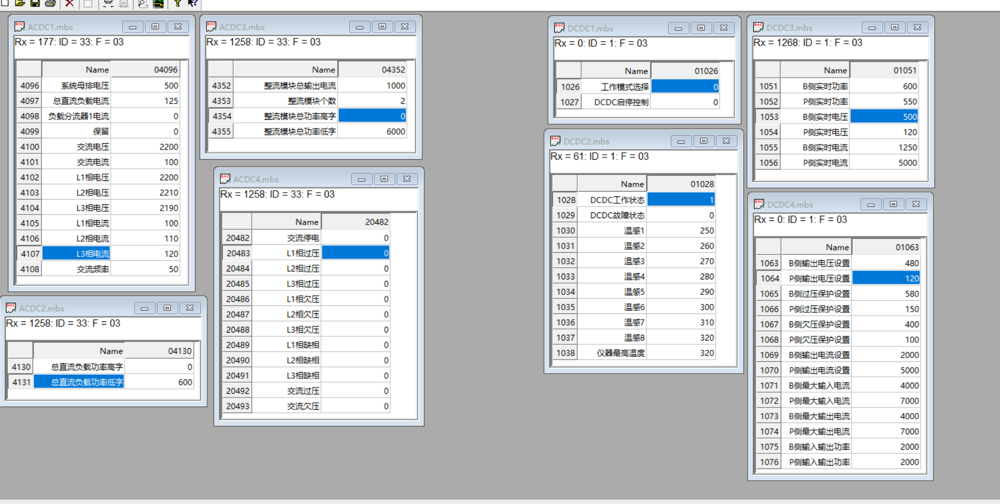 ACDC1.mbs
Rx = 177: ID = 33: F = 03
Name 04096
4096 系统母排电压 500
4097 总直流负载电流 125
4098 负载分流器1电流 0
4099 保留 0
4100 交流电压 2200
4101 交流电流 100
4102 L1相电压 2200
4103 L2相电压 2210
4104 L3相电压 2190
4105 L1相电流 100
4106 L2相电流 110
4107 L3相电流 120
4108 交流频率 50
ACDC2.mbs
Rx = 1258: ID = 33: F = 03
Name 04130
4130 总直流负载功率高字 0
4131 总直流负载功率低字 600
ACDC3.mbs
Rx = 1258: ID = 33: F = 03
Name 04352
4352 整流模块总输出电流 1000
4353 整流模块个数 2
4354 整流模块总功率高字 0
4355 整流模块总功率低字 6000
ACDC4.mbs
Rx = 1258: ID = 33: F = 03
Name 20482
20482 交流停电 0
20483 L1相过压 0
20484 L2相过压 0
20485 L3相过压 0
20486 L1相欠压 0
20487 L2相欠压 0
20488 L3相欠压 0
20489 L1相缺相 0
20490 L2相缺相 0
20491 L3相缺相 0
20492 交流过压 0
20493 交流欠压 0
DCDC1.mbs
Rx = 0: ID = 1: F = 03
Name 01026
1026 工作模式选择 0
1027 DCDC启停控制 0
DCDC2.mbs
Rx = 61: ID = 1: F = 03
Name 01028
1028 DCDC工作状态 1
1029 DCDC故障状态 0
1030 温感1 250
1031 温感2 260
1032 温感3 270
1033 温感4 280
1034 温感5 290
1035 温感6 300
1036 温感7 310
1037 温感8 320
1038 仪器最高温度 320
DCDC3.mbs
Rx = 1268: ID = 1: F = 03
Name 01051
1051 B侧实时功率 600
1052 P侧实时功率 550
1053 B侧实时电压 500
1054 P侧实时电压 120
1055 B侧实时电流 1250
1056 P侧实时电流 5000
DCDC4.mbs
Rx = 0: ID = 1: F = 03
Name 01063
1063 B侧输出电压设置 480
1064 P侧输出电压设置 120
1065 B侧过压保护设置 580
1066 P侧过压保护设置 150
1067 B侧欠压保护设置 400
1068 P侧欠压保护设置 100
1069 B侧输出电流设置 2000
1070 P侧输出电流设置 5000
1071 B侧最大输入电流 4000
1072 P侧最大输入电流 7000
1073 B侧最大输出电流 4000
1074 P侧最大输出电流 7000
1075 B侧输入输出功率 2000
1076 P侧输入输出功率 2000